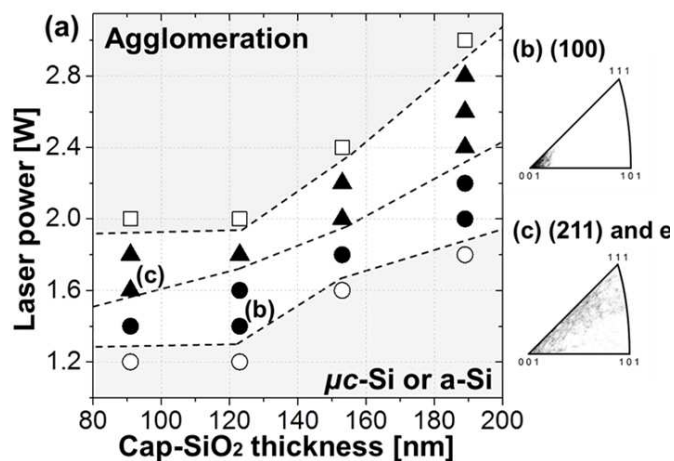 (a)
Agglomeration
(b) (100)
(c) (211) and e
Laser power [W]
2.8
2.4
2.0
1.6
1.2
(c)
(b)
µc-Si or a-Si
80 100 120 140 160 180 200
Cap-SiO2 thickness [nm]
111
001 101
111
001 101